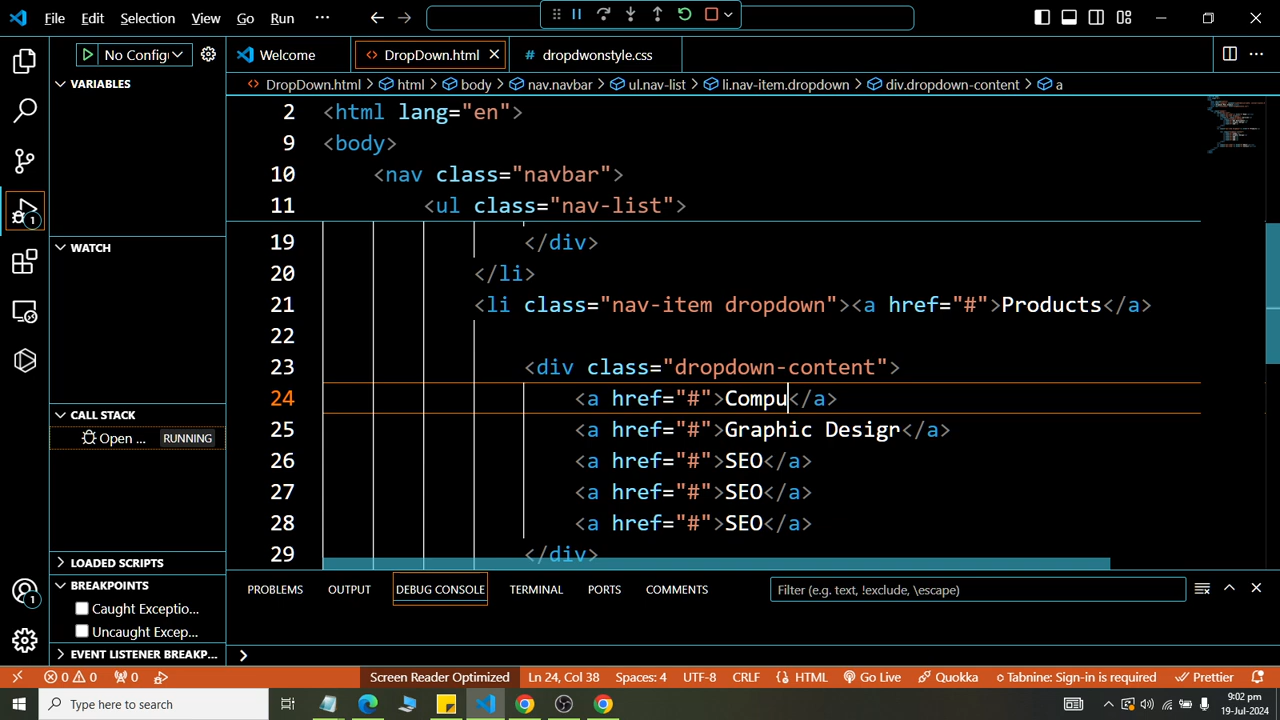 File Edit Selection View Go Run ···
No Config
Welcome
DropDown.html
# dropdwonstyle.css
VARIABLES
DropDown.html > html > body > nav.navbar > ul.nav-list > li.nav-item.dropdown > div.dropdown-content > a
2 <html lang="en">
9 <body>
10 <nav class="navbar">
11 <ul class="nav-list">
19 </div>
20 </li>
21 <li class="nav-item dropdown"><a href="#">Products</a>
22
23 <div class="dropdown-content">
24 <a href="#">Compu</a>
25 <a href="#">Graphic Design</a>
26 <a href="#">SEO</a>
27 <a href="#">SEO</a>
28 <a href="#">SEO</a>
29 </div>
WATCH
CALL STACK
Open ... RUNNING
LOADED SCRIPTS
BREAKPOINTS
Caught Exceptio...
Uncaught Excep...
EVENT LISTENER BREAKP...
1
1
PROBLEMS OUTPUT DEBUG CONSOLE TERMINAL PORTS COMMENTS
Filter (e.g. text, !exclude, \escape)
0 0 0 Screen Reader Optimized Ln 24, Col 38 Spaces: 4 UTF-8 CRLF {} HTML Go Live Quokka Tabnine: Sign-in is required Prettier
Type here to search
9:02 pm
19-Jul-2024